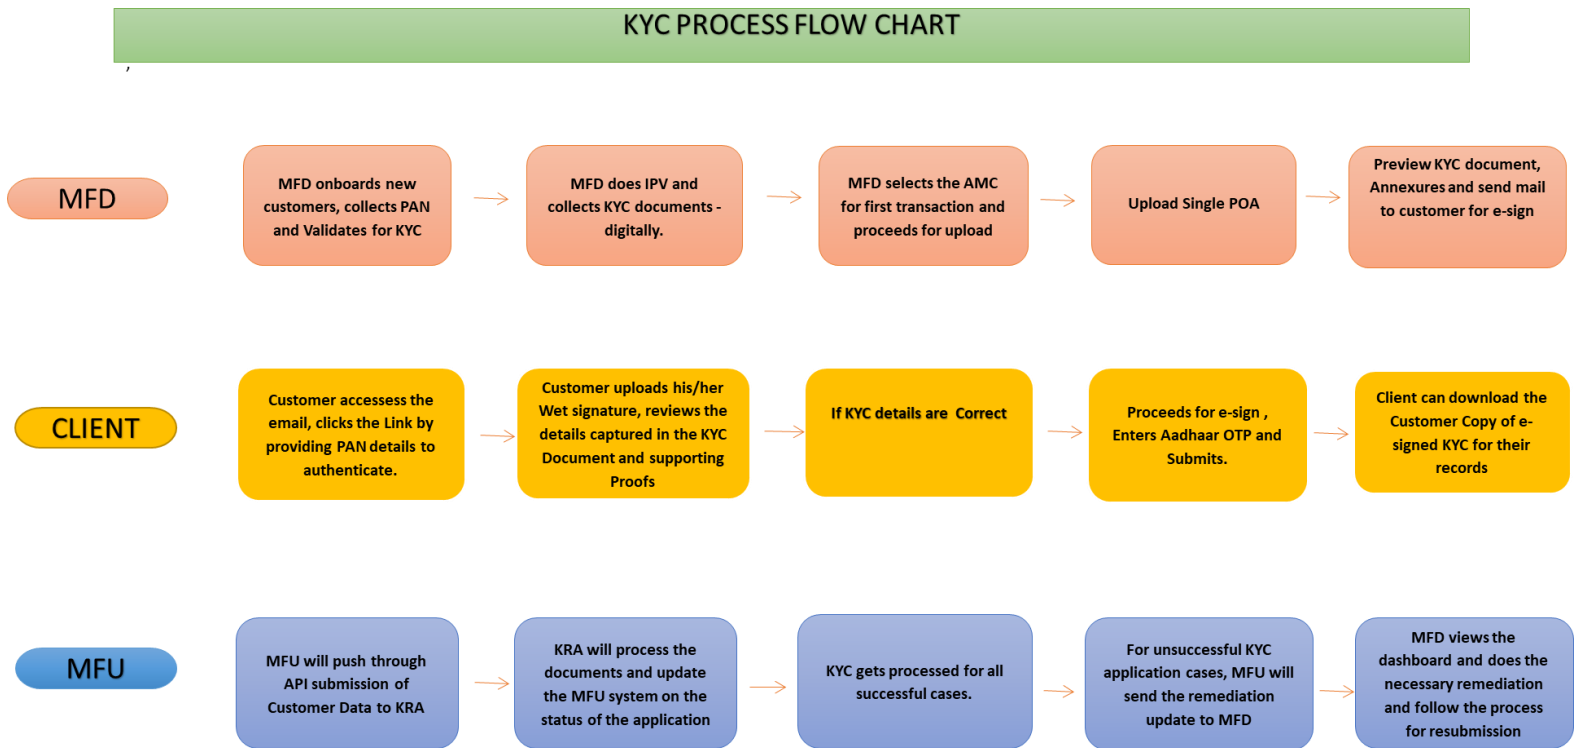 KYC PROCESS FLOW CHART
,
MFD
MFD onboards new
customers, collects PAN
and Validates for KYC
MFD does IPV and
collects KYC documents -
digitally.
MFD selects the AMC
for first transaction and
proceeds for upload
Upload Single POA
Preview KYC document,
Annexures and send mail
to customer for e-sign
CLIENT
Customer accessess the
email, clicks the Link by
providing PAN details to
authenticate.
Customer uploads his/her
Wet signature, reviews the
details captured in the KYC
Document and supporting
Proofs
If KYC details are Correct
Proceeds for e-sign ,
Enters Aadhaar OTP and
Submits.
Client can download the
Customer Copy of e-
signed KYC for their
records
MFU
MFU will push through
API submission of
Customer Data to KRA
KRA will process the
documents and update
the MFU system on the
status of the application
KYC gets processed for all
successful cases.
For unsuccessful KYC
application cases, MFU will
send the remediation
update to MFD
MFD views the
dashboard and does the
necessary remediation
and follow the process
for resubmission